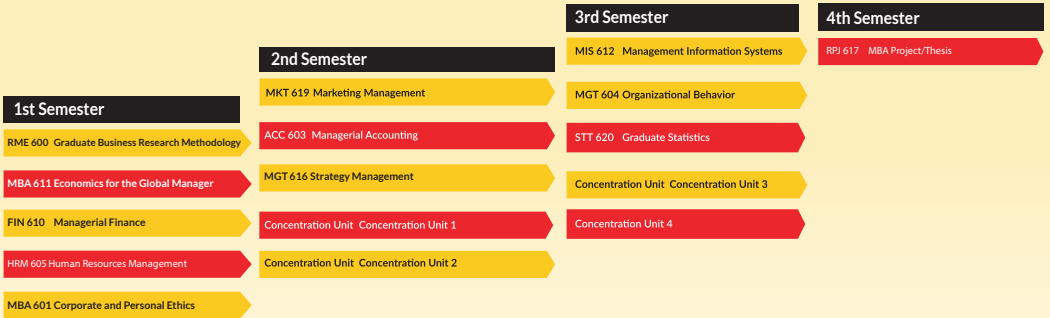 1st Semester
RME 600 Graduate Business Research Methodology
MBA 611 Economics for the Global Manager
FIN 610 Managerial Finance
HRM 605 Human Resources Management
MBA 601 Corporate and Personal Ethics
2nd Semester
MKT 619 Marketing Management
ACC 603 Managerial Accounting
MGT 616 Strategy Management
Concentration Unit Concentration Unit 1
Concentration Unit Concentration Unit 2
3rd Semester
MIS 612 Management Information Systems
MGT 604 Organizational Behavior
STT 620 Graduate Statistics
Concentration Unit Concentration Unit 3
Concentration Unit 4
4th Semester
RPJ 617 MBA Project/Thesis